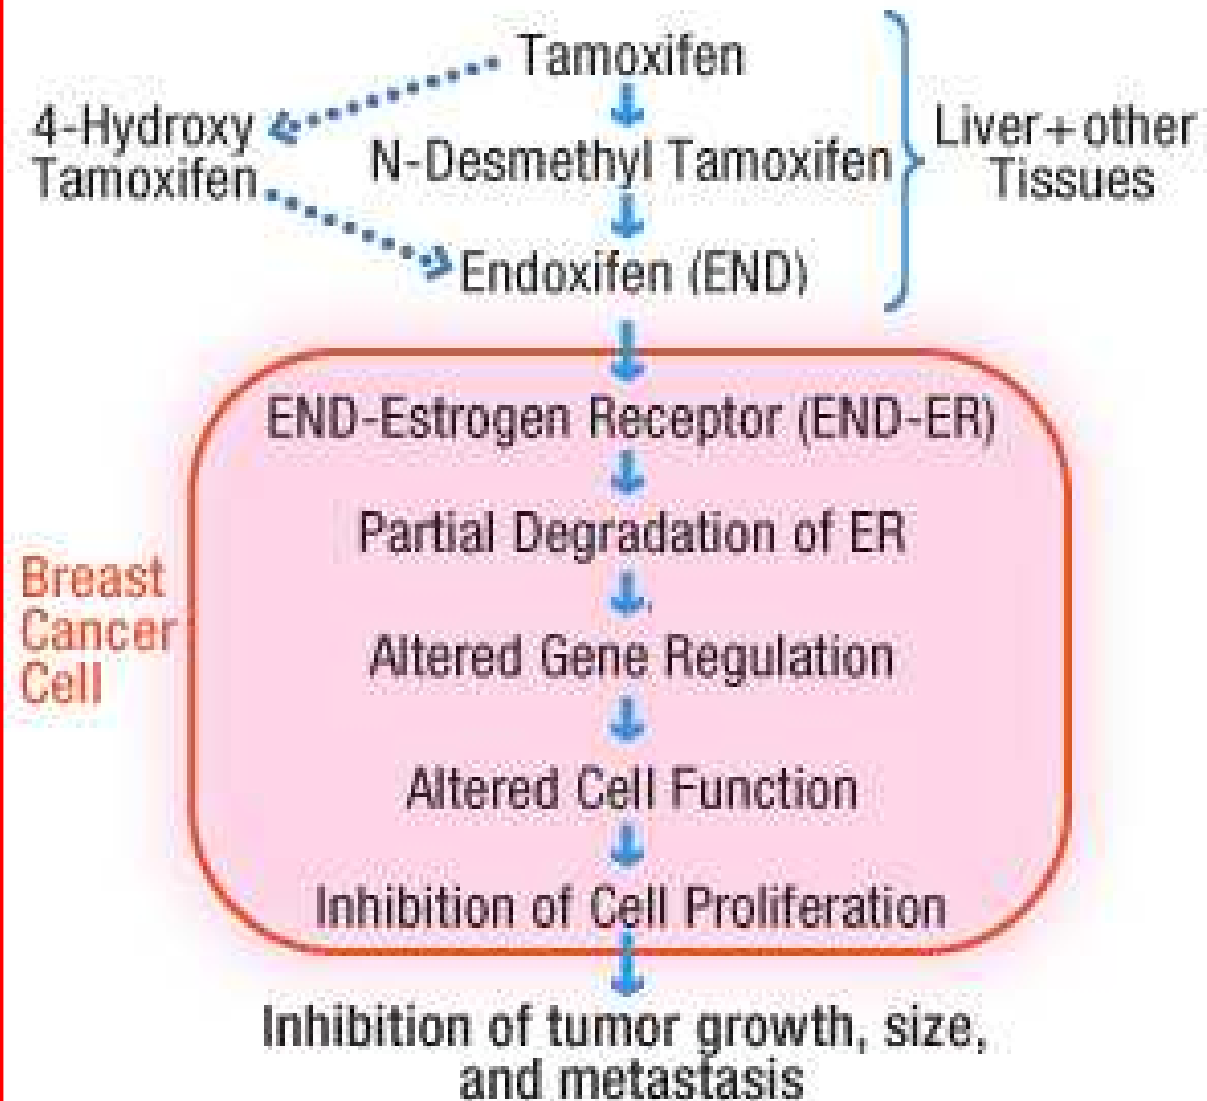 Tamoxifen
4-Hydroxy
Tamoxifen
N-Desmethyl Tamoxifen
Liver+other
Tissues
Endoxifen (END)
END-Estrogen Receptor (END-ER)
Partial Degradation of ER
Breast
Cancer
Cell
Altered Gene Regulation
Altered Cell Function
Inhibition of Cell Proliferation
Inhibition of tumor growth, size,
and metastasis